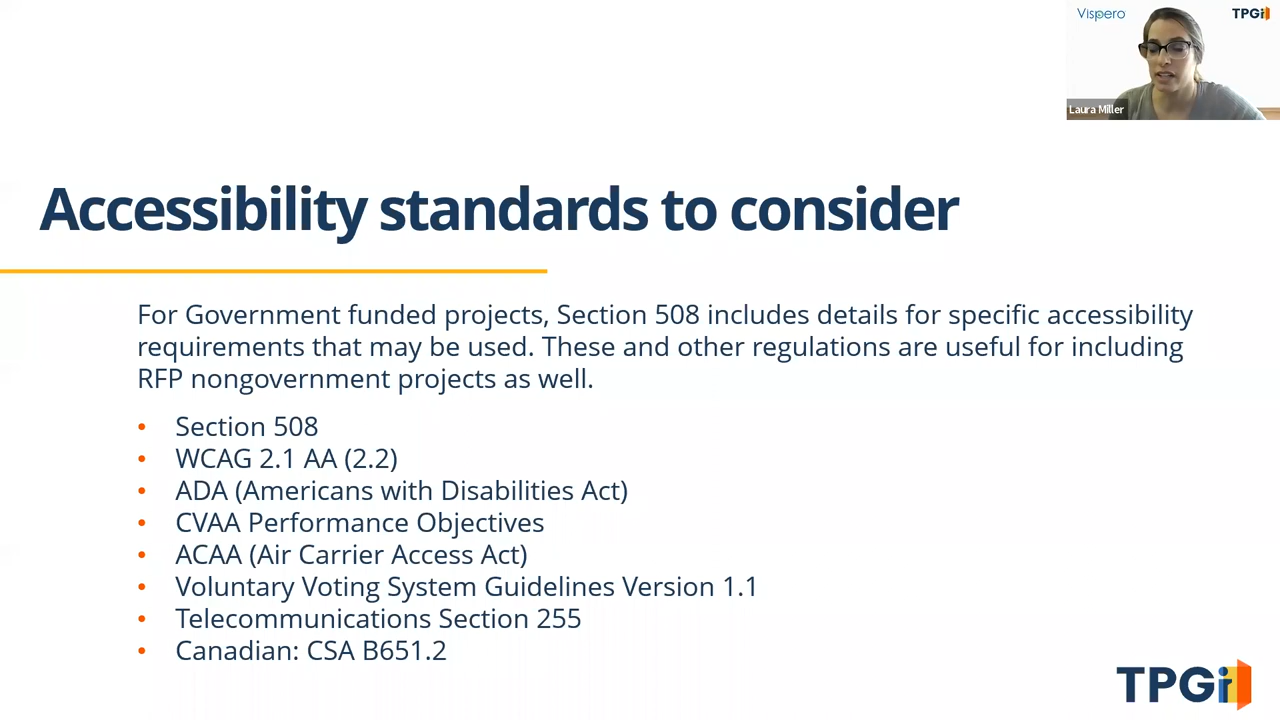 Vispero
TPGi
Laura Miller
Accessibility standards to consider
For Government funded projects, Section 508 includes details for specific accessibility
requirements that may be used. These and other regulations are useful for including
RFP nongovernment projects as well.
• Section 508
• WCAG 2.1 AA (2.2)
• ADA (Americans with Disabilities Act)
• CVAA Performance Objectives
• ACAA (Air Carrier Access Act)
• Voluntary Voting System Guidelines Version 1.1
• Telecommunications Section 255
• Canadian: CSA B651.2
TPGi